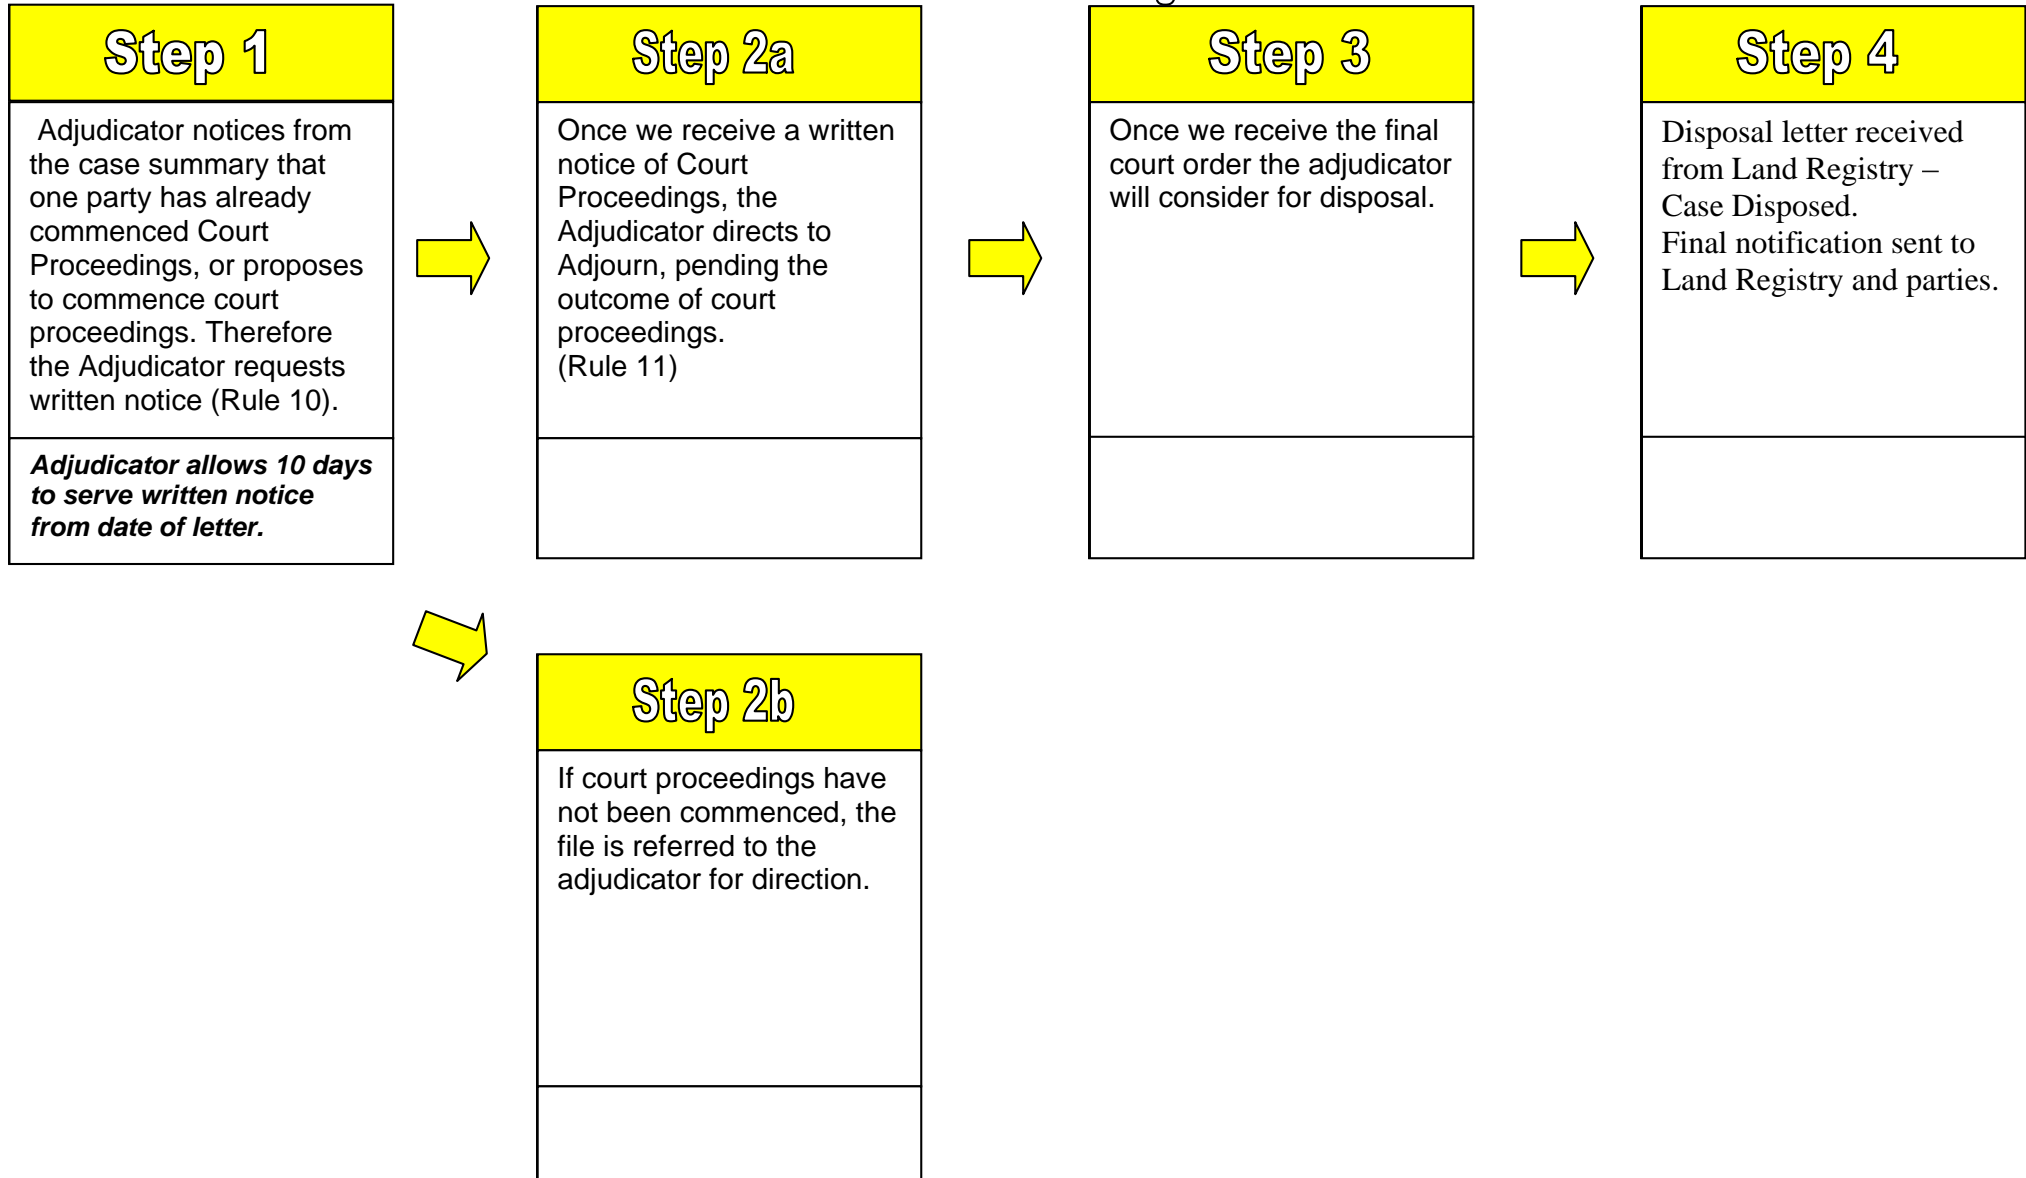 Step 1
Adjudicator notices from
the case summary that
one party has already
commenced Court
Proceedings, or proposes
to commence court
proceedings. Therefore
the Adjudicator requests
written notice (Rule 10).
Adjudicator allows 10 days
to serve written notice
from date of letter.
Step 2a
Once we receive a written
notice of Court
Proceedings, the
Adjudicator directs to
Adjourn, pending the
outcome of court
proceedings.
(Rule 11)
Step 3
Once we receive the final
court order the adjudicator
will consider for disposal.
Step 4
Disposal letter received
from Land Registry –
Case Disposed.
Final notification sent to
Land Registry and parties.
Step 2b
If court proceedings have
not been commenced, the
file is referred to the
adjudicator for direction.